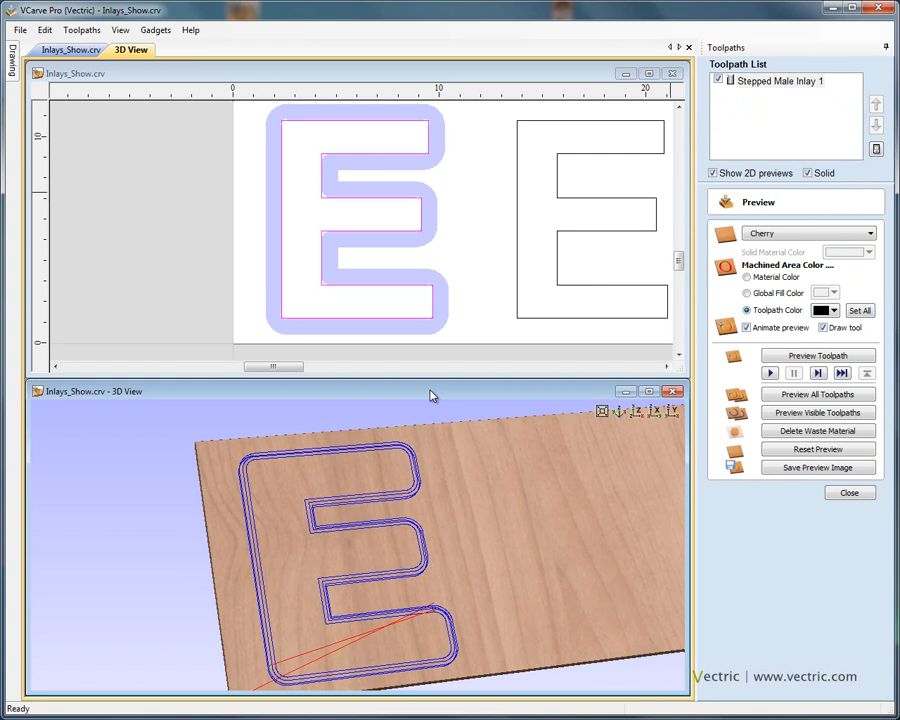 VCarve Pro (Vectric) - Inlays_Show.crv
File Edit Toolpaths View Gadgets Help
Drawing
Inlays_Show.crv 3D View
Inlays_Show.crv
0 10 20
10
0
Inlays_Show.crv - 3D View
Toolpaths
Toolpath List
Stepped Male Inlay 1
Show 2D previews Solid
Preview
Cherry
Solid Material Color
Machined Area Color ....
Material Color
Global Fill Color
Toolpath Color Set All
Animate preview Draw tool
Preview Toolpath
Preview All Toolpaths
Preview Visible Toolpaths
Delete Waste Material
Reset Preview
Save Preview Image
Close
Vectric | www.vectric.com
Ready